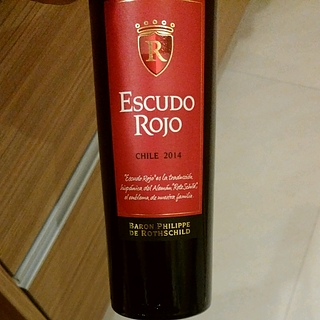 R
ESCUDO
ROJO
CHILE 2014
"Escudo Rojo" es la traducción
hispánica del Alemán, "Rote Schild",
el emblema de nuestra familia.
BARON PHILIPPE
DE ROTHSCHILD